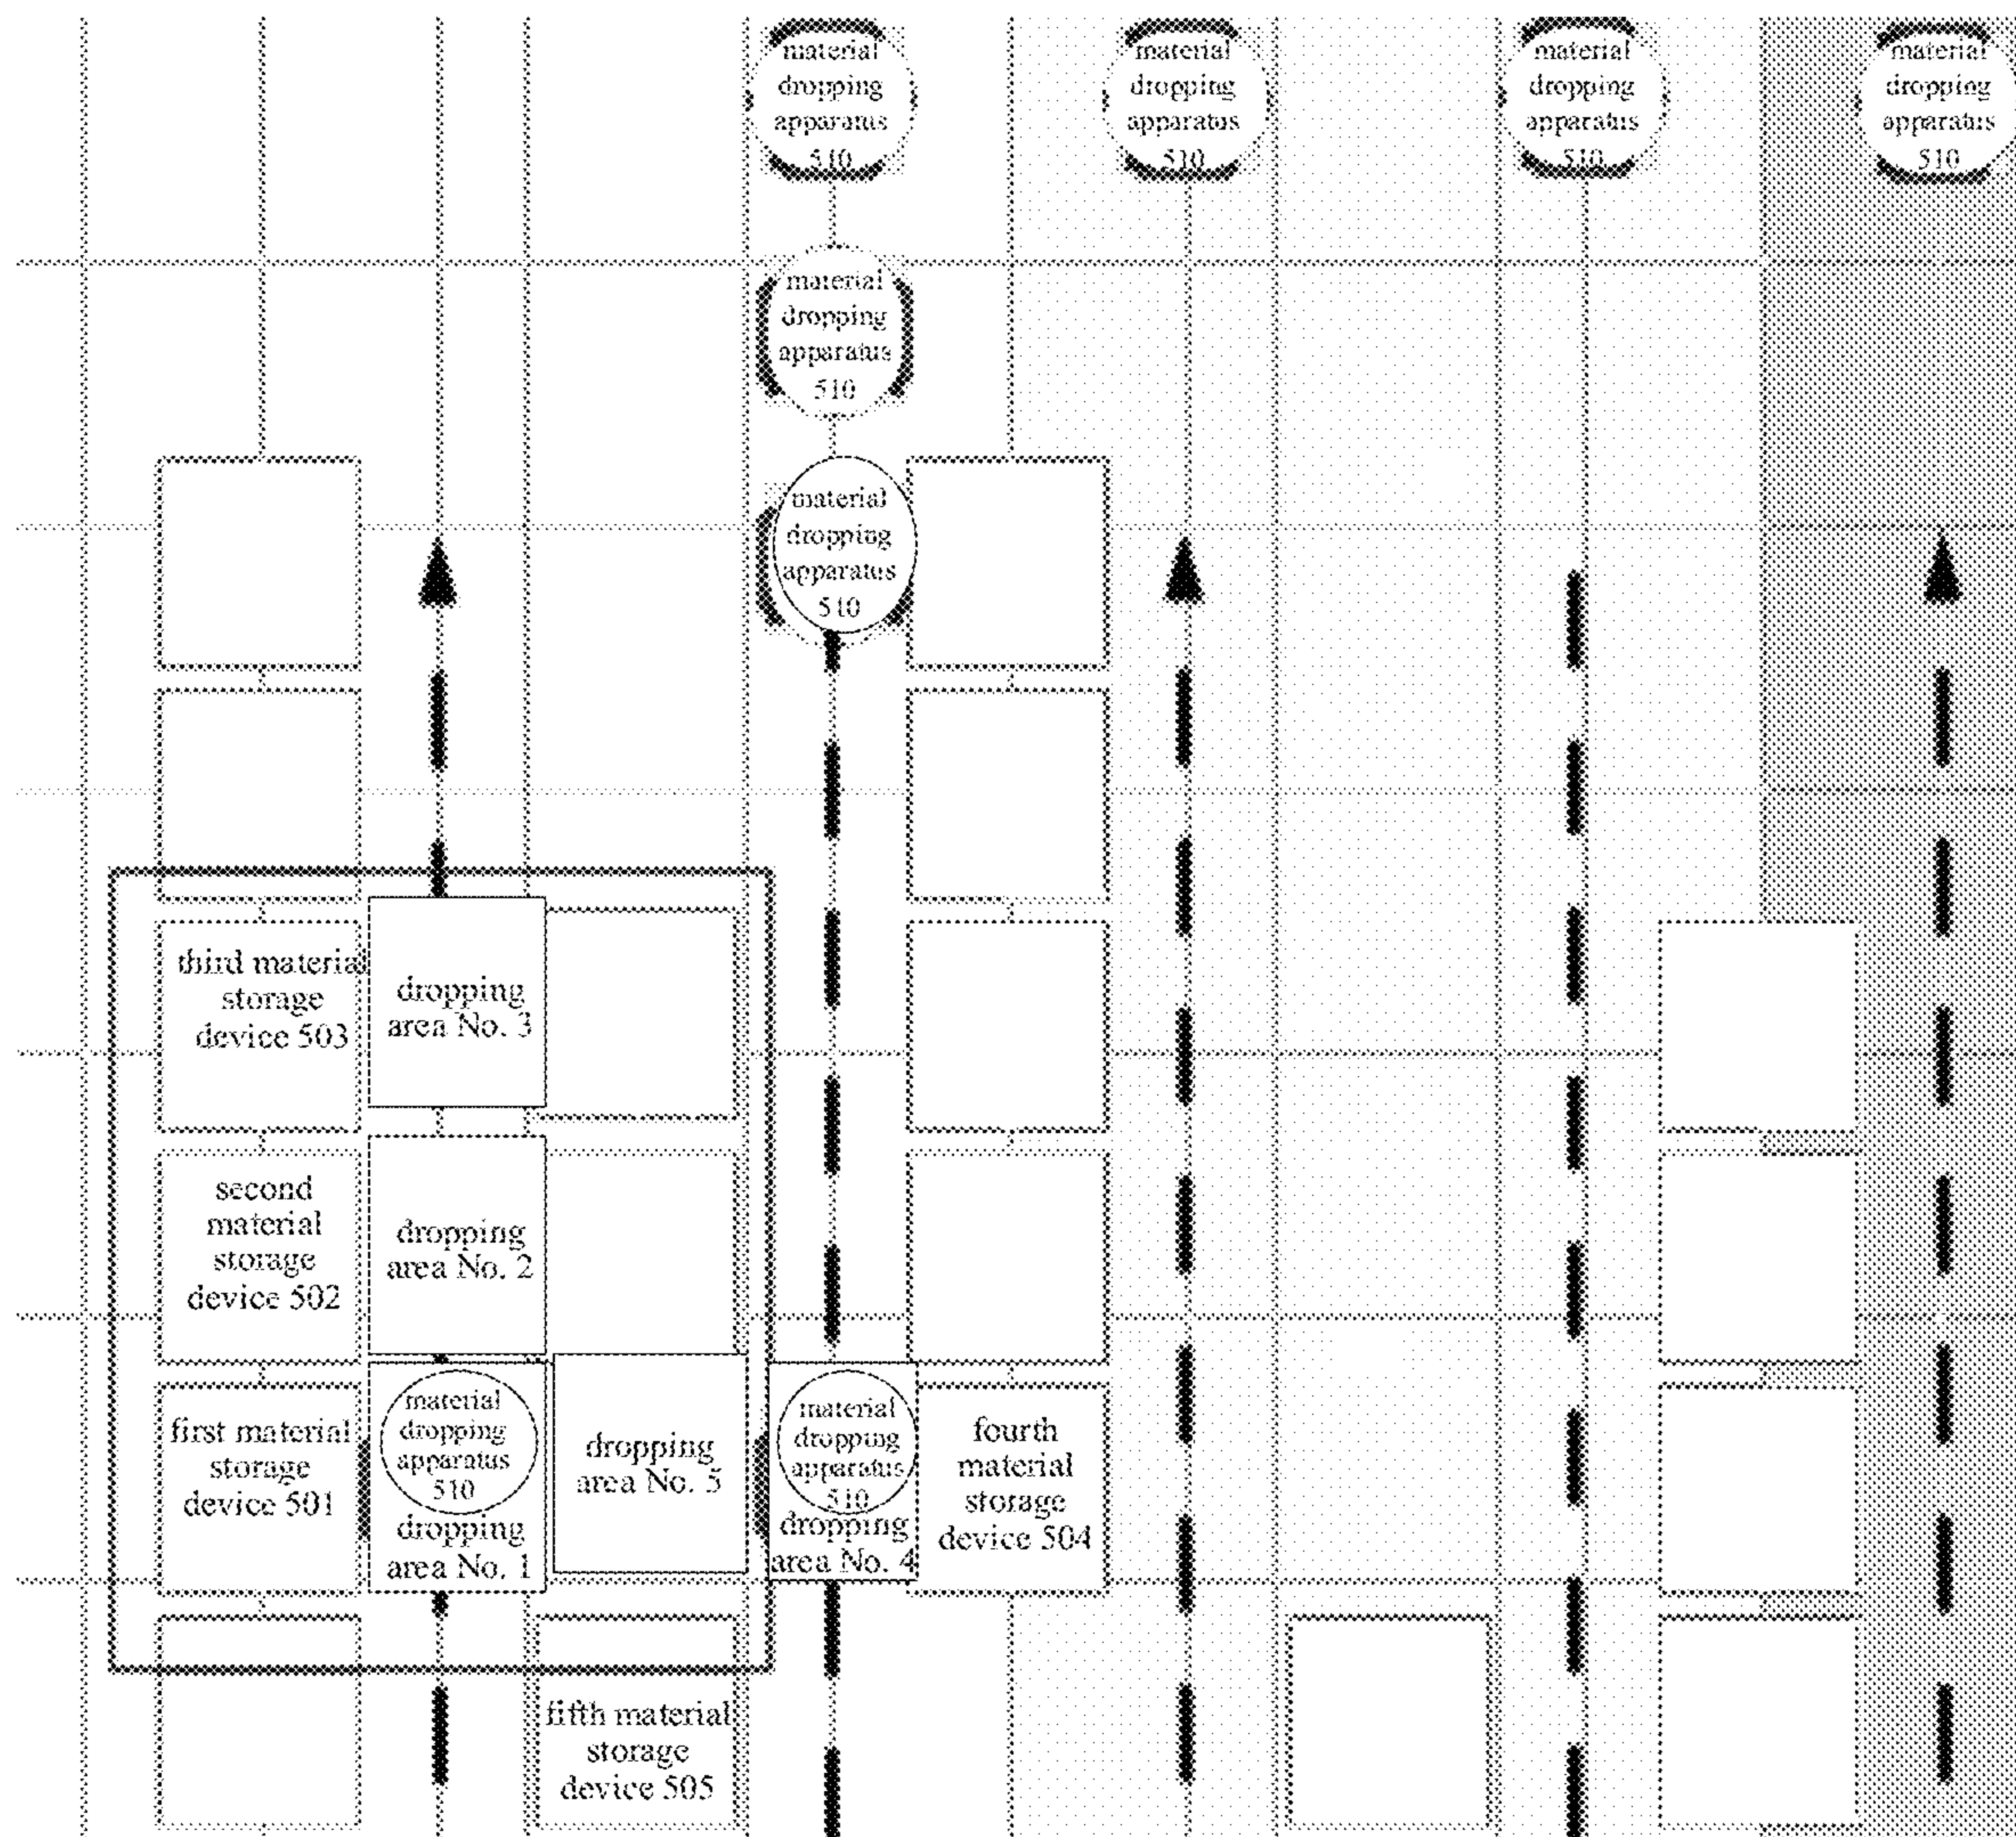 material
dropping
apparatus
510
material
dropping
apparatus
510
material
dropping
apparatus
510
material
dropping
apparatus
510
material
dropping
apparatus
510
material
dropping
apparatus
510
third material
storage
device 503
dropping
area No. 3
second
material
storage
device 502
dropping
area No. 2
first material
storage
device 501
material
dropping
apparatus
510
dropping
area No. 1
dropping
area No. 5
material
dropping
apparatus
510
dropping
area No. 4
fourth
material
storage
device 504
fifth material
storage
device 505